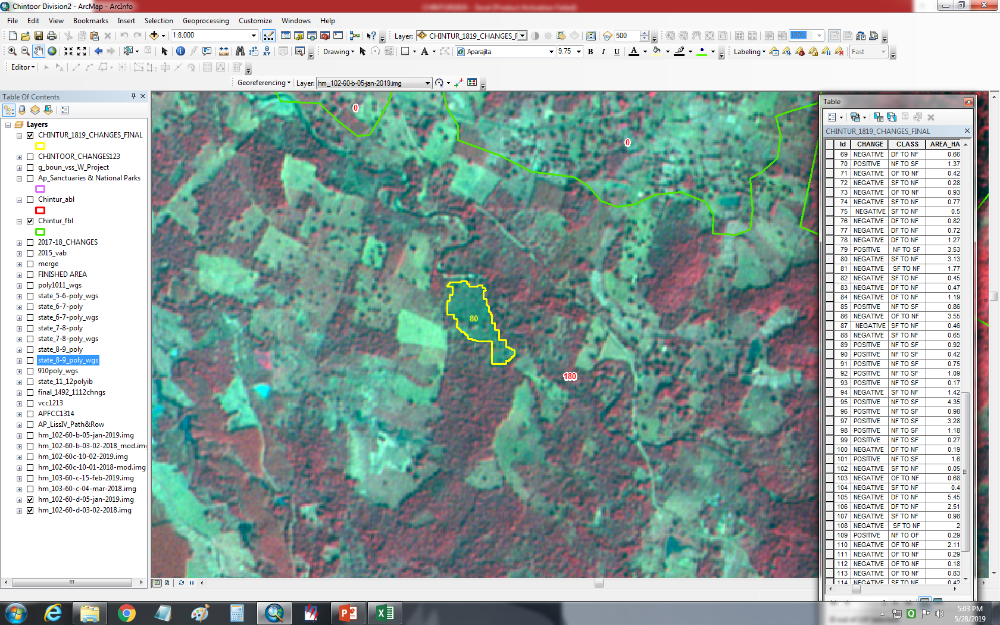 Chintoor Division2 - ArcMap - ArcInfo
File Edit View Bookmarks Insert Selection Geoprocessing Customize Windows Help
1:8,000
Layer: CHINTUR_1819_CHANGES_F
500
100%
Drawing
Aparajita
9.75
B I U A
Labeling
Fast
Editor
Georeferencing Layer: hm_102-60-b-05-jan-2019.img
Table Of Contents
Layers
CHINTUR_1819_CHANGES_FINAL
CHINTOOR_CHANGES123
g_boun_vss_W_Project
Ap_Sanctuaries & National Parks
Chintur_abl
Chintur_fbl
2017-18_CHANGES
2015_vab
merge
FINISHED AREA
poly1011_wgs
state_5-6-poly_wgs
state_6-7-poly
state_6-7-poly_wgs
state_7-8-poly
state_7-8-poly_wgs
state_8-9_poly
state_8-9_poly_wgs
910poly_wgs
state_11_12polyib
final_1492_1112chngs
vcc1213
APFCC1314
AP_LissIV_Path&Row
hm_102-60-b-05-jan-2019.img
hm_102-60-b-03-02-2018_mod.img
hm_102-60c-10-02-2019.img
hm_102-60c-10-01-2018-mod.img
hm_103-60-c-15-feb-2019.img
hm_103-60-c-04-mar-2018.img
hm_102-60-d-05-jan-2019.img
hm_102-60-d-03-02-2018.img
0
0
80
180
Table
CHINTUR_1819_CHANGES_FINAL
Id CHANGE CLASS AREA_HA
69 NEGATIVE DF TO NF 0.66
70 POSITIVE NF TO SF 1.37
71 NEGATIVE OF TO NF 0.42
72 NEGATIVE SF TO NF 0.28
73 NEGATIVE OF TO NF 0.93
74 NEGATIVE SF TO NF 0.77
75 NEGATIVE SF TO NF 0.5
76 NEGATIVE DF TO NF 0.82
77 NEGATIVE DF TO NF 0.72
78 NEGATIVE DF TO NF 1.27
79 POSITIVE NF TO SF 3.53
80 NEGATIVE SF TO NF 3.13
81 NEGATIVE SF TO NF 1.77
82 NEGATIVE SF TO NF 0.45
83 NEGATIVE DF TO NF 0.47
84 NEGATIVE DF TO NF 1.19
85 POSITIVE NF TO SF 0.86
86 NEGATIVE OF TO NF 3.55
87 NEGATIVE SF TO NF 0.46
88 NEGATIVE SF TO NF 0.65
89 POSITIVE NF TO SF 0.92
90 POSITIVE NF TO SF 0.42
91 POSITIVE NF TO SF 0.75
92 POSITIVE NF TO SF 1.09
93 POSITIVE NF TO SF 0.17
94 NEGATIVE SF TO NF 1.42
95 POSITIVE NF TO SF 4.35
96 POSITIVE NF TO SF 0.98
97 POSITIVE NF TO SF 3.28
98 POSITIVE NF TO SF 1.18
99 POSITIVE NF TO SF 0.27
100 NEGATIVE DF TO NF 0.19
101 POSITIVE NF TO SF 1.6
102 NEGATIVE SF TO NF 0.05
103 NEGATIVE OF TO NF 0.68
104 NEGATIVE SF TO NF 0.4
105 NEGATIVE DF TO NF 5.45
106 NEGATIVE DF TO NF 2.51
107 NEGATIVE SF TO NF 0.98
108 NEGATIVE SF TO NF 2
109 POSITIVE NF TO OF 0.29
110 NEGATIVE OF TO NF 2.11
111 NEGATIVE OF TO NF 0.29
112 NEGATIVE OF TO NF 0.18
113 NEGATIVE OF TO NF 0.83
114 NEGATIVE SF TO NF 0.42
5:03 PM
5/28/2019